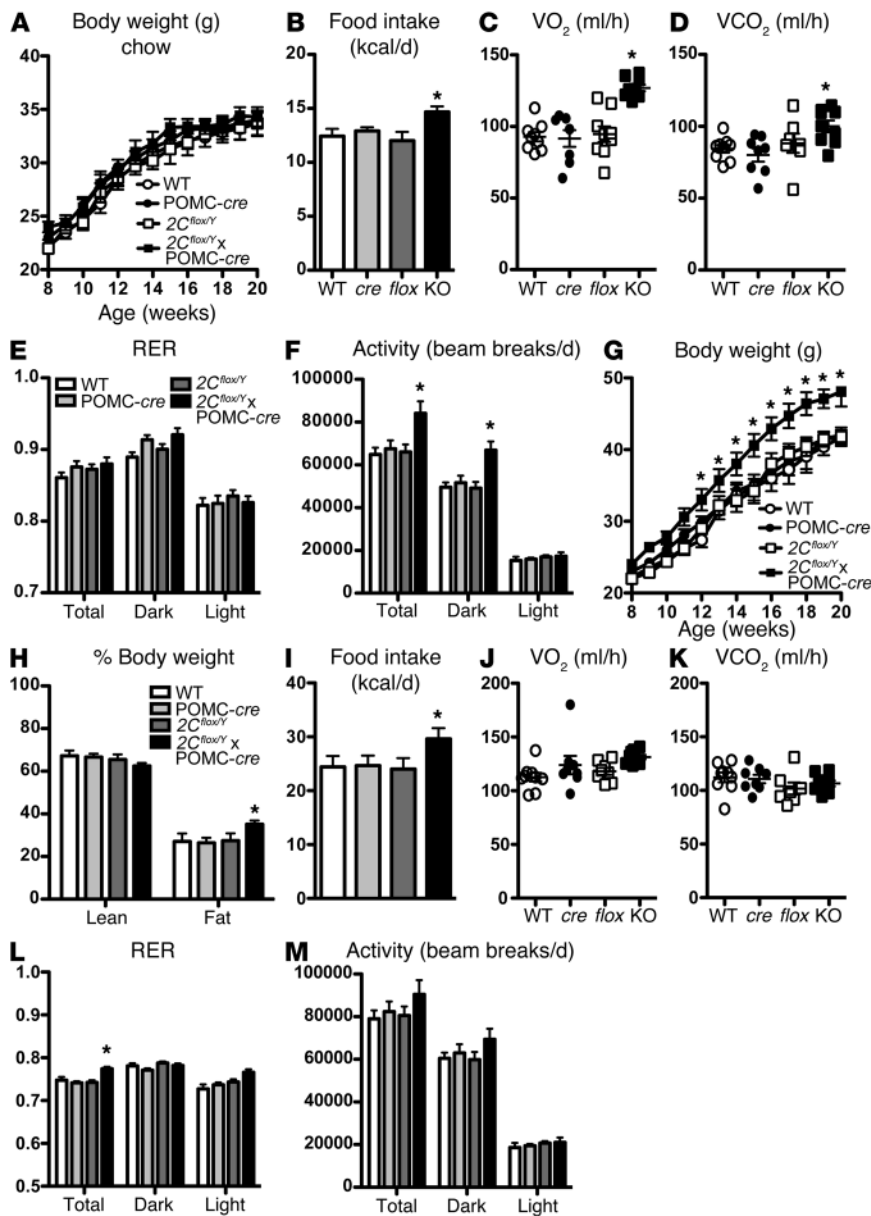 A Body weight (g)
chow
35
30
25
20
8 10 12 14 16 18 20
Age (weeks)
WT
POMC-cre
2C^flox/Y
2C^flox/Y x
POMC-cre
B Food intake
(kcal/d)
20
15
10
5
0
*
WT cre flox KO
C VO₂ (ml/h)
150
100
50
0
*
WT cre flox KO
D VCO₂ (ml/h)
150
100
50
0
*
WT cre flox KO
E RER
1.0
0.9
0.8
0.7
WT
POMC-cre
2C^flox/Y
2C^flox/Y x
POMC-cre
Total Dark Light
F Activity (beam breaks/d)
100000
80000
60000
40000
20000
0
* *
Total Dark Light
G Body weight (g)
50
40
30
20
* * * * * * * * *
8 10 12 14 16 18 20
Age (weeks)
WT
POMC-cre
2C^flox/Y
2C^flox/Y x
POMC-cre
H % Body weight
100
80
60
40
20
0
WT
POMC-cre
2C^flox/Y
2C^flox/Y x
POMC-cre
*
Lean Fat
I Food intake
(kcal/d)
40
30
20
10
0
*
WT cre flox KO
J VO₂ (ml/h)
200
150
100
50
0
WT cre flox KO
K VCO₂ (ml/h)
200
150
100
50
0
WT cre flox KO
L RER
1.0
0.9
0.8
0.7
0.6
0.5
*
Total Dark Light
M Activity (beam breaks/d)
100000
80000
60000
40000
20000
0
Total Dark Light